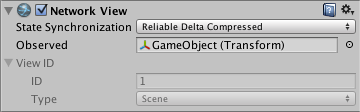 Network View
State Synchronization Reliable Delta Compressed
Observed GameObject (Transform)
View ID
ID 1
Type Scene